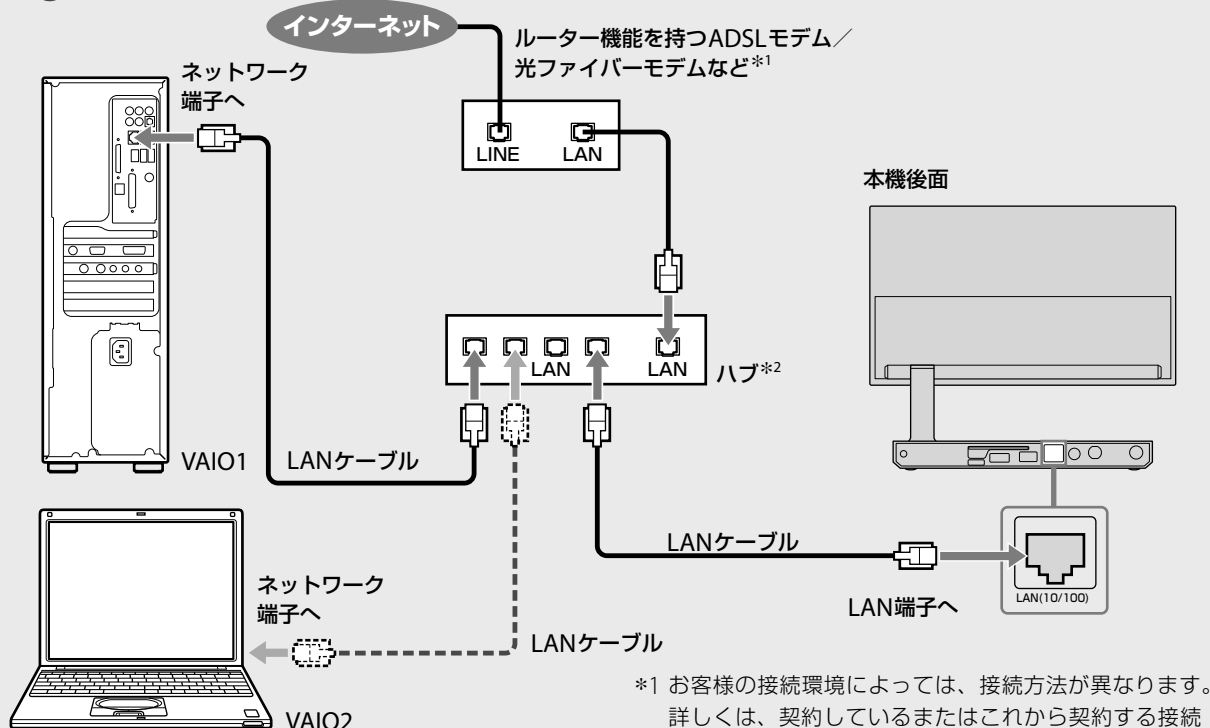 インターネット
ルーター機能を持つADSLモデム／
光ファイバーモデムなど*1
ネットワーク
端子へ
LINE
LAN
本機後面
LAN
LAN
ハブ*2
VAIO1
LANケーブル
LANケーブル
LAN端子へ
LAN(10/100)
ネットワーク
端子へ
LANケーブル
VAIO2
*1 お客様の接続環境によっては、接続方法が異なります。
詳しくは、契約しているまたはこれから契約する接続